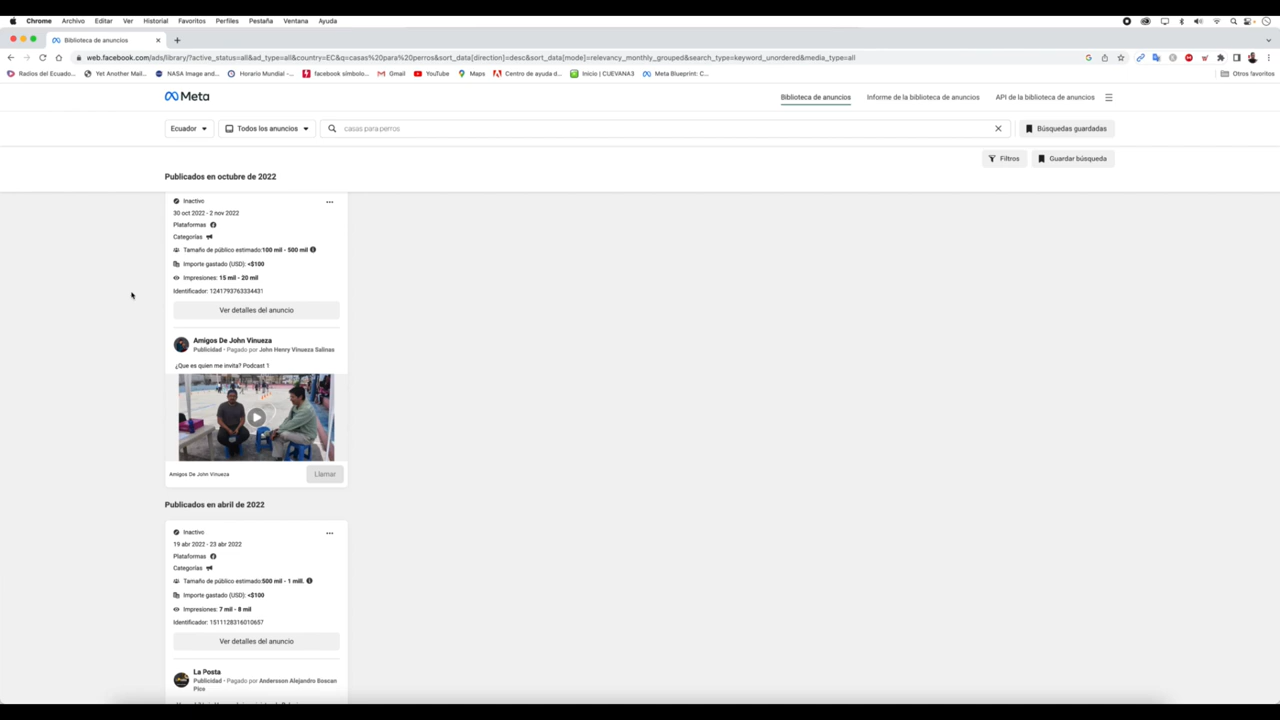 Chrome Archivo Editar Ver Historial Favoritos Perfiles Pestaña Ventana Ayuda
Biblioteca de anuncios
web.facebook.com/ads/library/?active_status=all&ad_type=all&country=EC&q=casas%20para%20perros&sort_data[direction]=desc&sort_data[mode]=relevancy_monthly_grouped&search_type=keyword_unordered&media_type=all
Radios del Ecuado... Yet Another Mail... NASA Image and... Horario Mundial -... facebook símbolo... Gmail YouTube Maps Centro de ayuda d... Inicio | CUEVANA3 Meta Blueprint: C... Otros favoritos
Meta
Biblioteca de anuncios Informe de la biblioteca de anuncios API de la biblioteca de anuncios
Ecuador Todos los anuncios casas para perros Búsquedas guardadas
Filtros Guardar búsqueda
Publicados en octubre de 2022
Inactivo
30 oct 2022 - 2 nov 2022
Plataformas
Categorías
Tamaño de público estimado:100 mil - 500 mil
Importe gastado (USD): <$100
Impresiones: 15 mil - 20 mil
Identificador: 1241793763334431
Ver detalles del anuncio
Amigos De John Vinueza
Publicidad • Pagado por John Henry Vinueza Salinas
¿Que es quien me invita? Podcast 1
Amigos De John Vinueza Llamar
Publicados en abril de 2022
Inactivo
19 abr 2022 - 23 abr 2022
Plataformas
Categorías
Tamaño de público estimado:500 mil - 1 mill.
Importe gastado (USD): <$100
Impresiones: 7 mil - 8 mil
Identificador: 1511128316010657
Ver detalles del anuncio
La Posta
Publicidad • Pagado por Andersson Alejandro Boscan
Pico